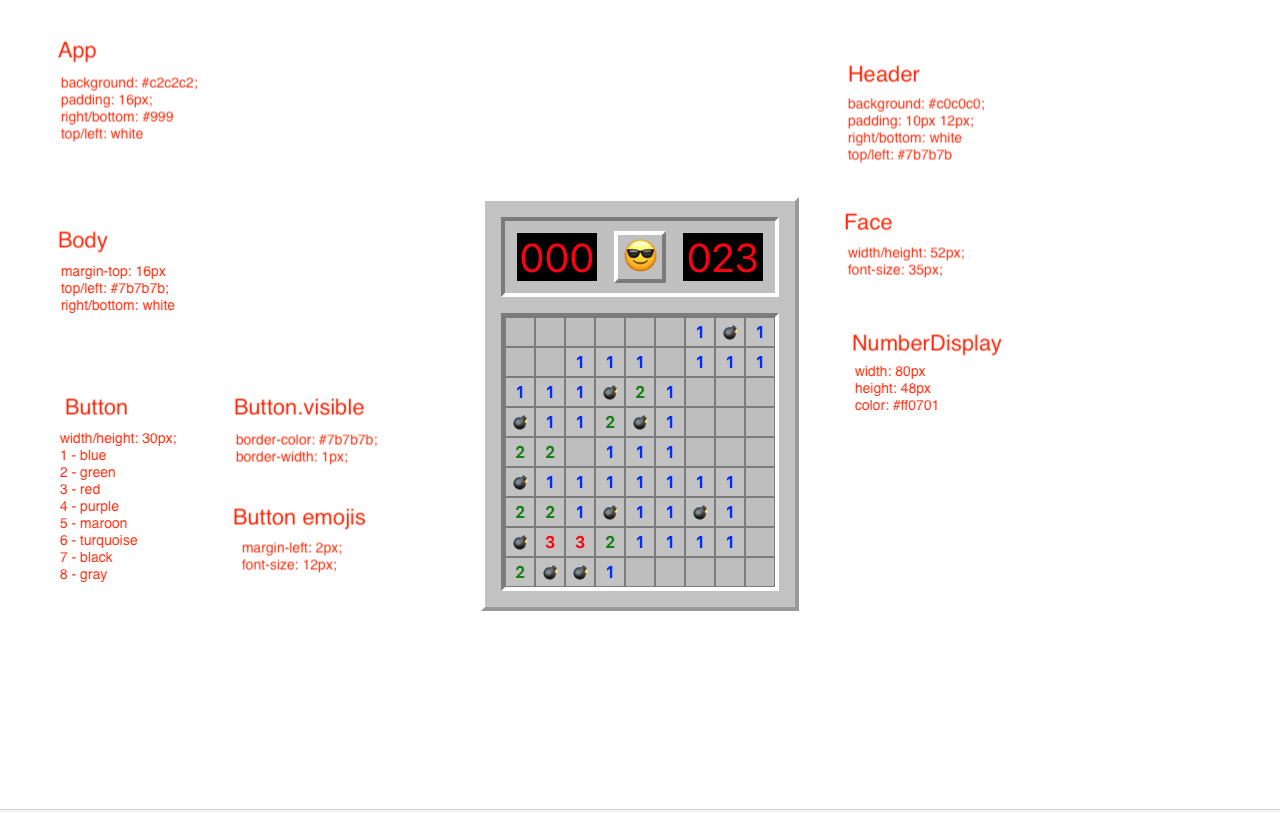 App
background: #c2c2c2;
padding: 16px;
right/bottom: #999
top/left: white
Header
background: #c0c0c0;
padding: 10px 12px;
right/bottom: white
top/left: #7b7b7b
Face
width/height: 52px;
font-size: 35px;
Body
margin-top: 16px
top/left: #7b7b7b;
right/bottom: white
NumberDisplay
width: 80px
height: 48px
color: #ff0701
Button
width/height: 30px;
1 - blue
2 - green
3 - red
4 - purple
5 - maroon
6 - turquoise
7 - black
8 - gray
Button.visible
border-color: #7b7b7b;
border-width: 1px;
Button emojis
margin-left: 2px;
font-size: 12px;
000 023
1 1
1 1 1 1 1 1
1 1 1 2 1
1 1 2 1
2 2 1 1 1
1 1 1 1 1 1 1
2 2 1 1 1 1
3 3 2 1 1 1 1
2 1